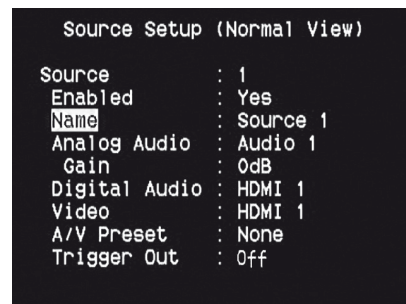 Source Setup (Normal View)
Source : 1
Enabled : Yes
Name : Source 1
Analog Audio : Audio 1
Gain : 0dB
Digital Audio : HDMI 1
Video : HDMI 1
A/V Preset : None
Trigger Out : Off